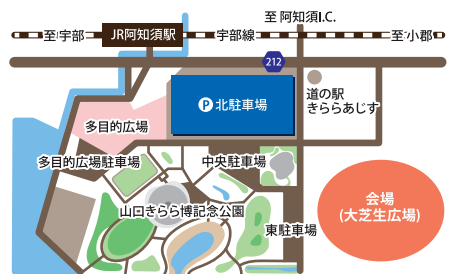 至 阿知須I.C.
至 宇部
JR阿知須駅
宇部線
至 小郡
212
P北駐車場
道の駅
きららあじす
多目的広場
多目的広場駐車場
中央駐車場
山口きらら博記念公園
会場
(大芝生広場)
東駐車場